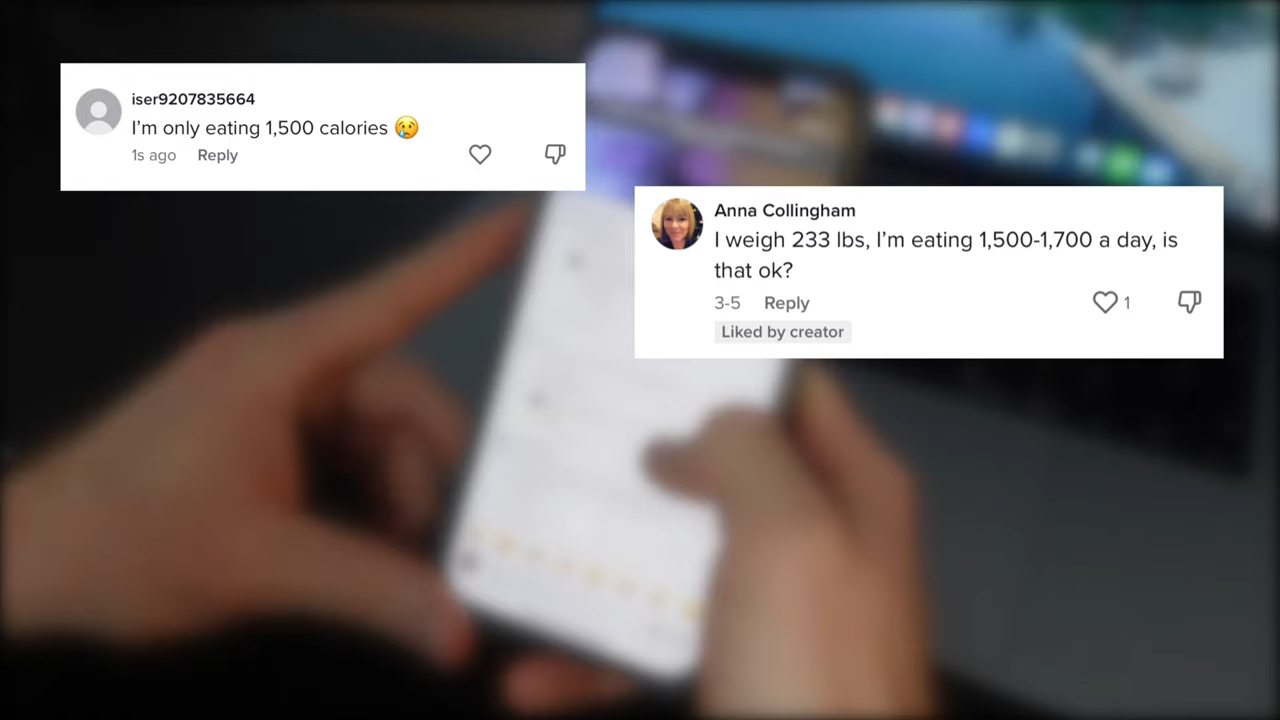 iser9207835664
I’m only eating 1,500 calories 😢
1s ago Reply
Anna Collingham
I weigh 233 lbs, I’m eating 1,500-1,700 a day, is
that ok?
3-5 Reply
1
Liked by creator